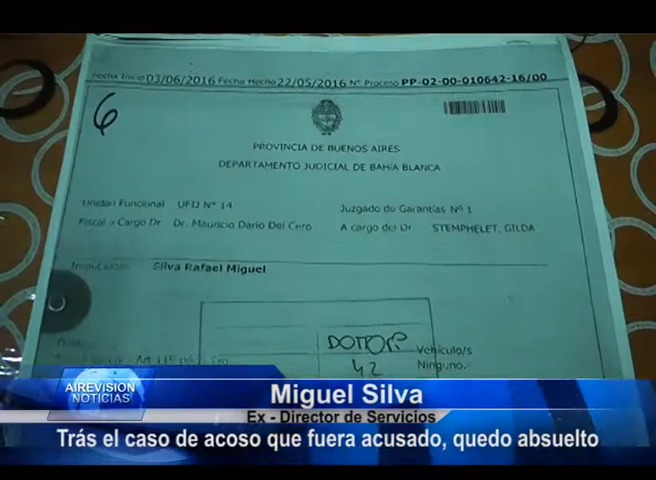 Fecha Inicio 03/06/2016 Fecha Hecho 22/05/2016 Nº Proceso PP-02-00-010642-16/00
6
PROVINCIA DE BUENOS AIRES
DEPARTAMENTO JUDICIAL DE BAHÍA BLANCA
Unidad Funcional UFIJ Nº 14
Juzgado de Garantías Nº 1
Fiscal a Cargo Dr Dr. Mauricio Darío Del Cero
A cargo del Dr STEMPHELET, GILDA
Imputado/s Silva Rafael Miguel
Vehículo/s
42
Ninguno.
AIREVISION
NOTICIAS
Miguel Silva
Ex - Director de Servicios
Trás el caso de acoso que fuera acusado, quedo absuelto